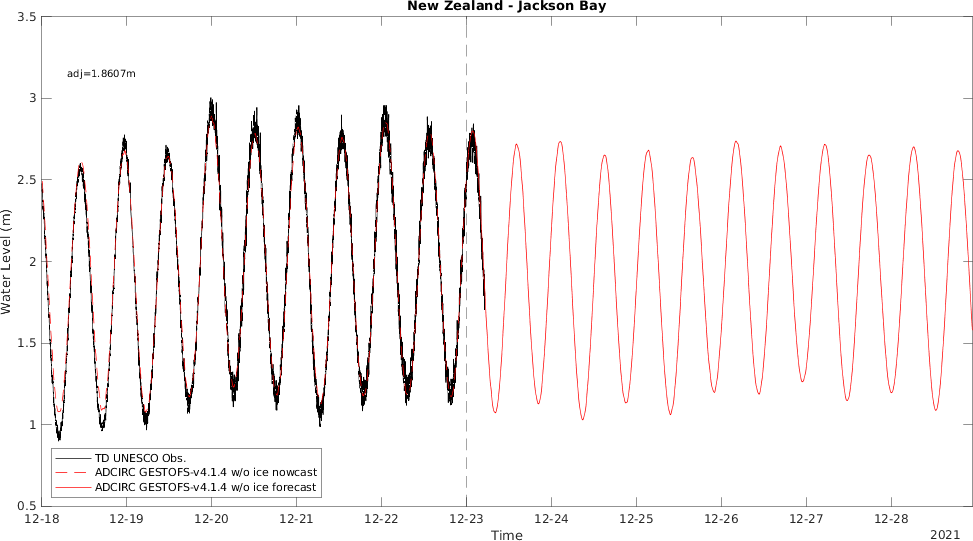 New Zealand - Jackson Bay
3.5
adj=1.8607m
3
2.5
Water Level (m)
2
1.5
1
TD UNESCO Obs.
ADCIRC GESTOFS-v4.1.4 w/o ice nowcast
ADCIRC GESTOFS-v4.1.4 w/o ice forecast
0.5
12-18 12-19 12-20 12-21 12-22 12-23 12-24 12-25 12-26 12-27 12-28
Time
2021